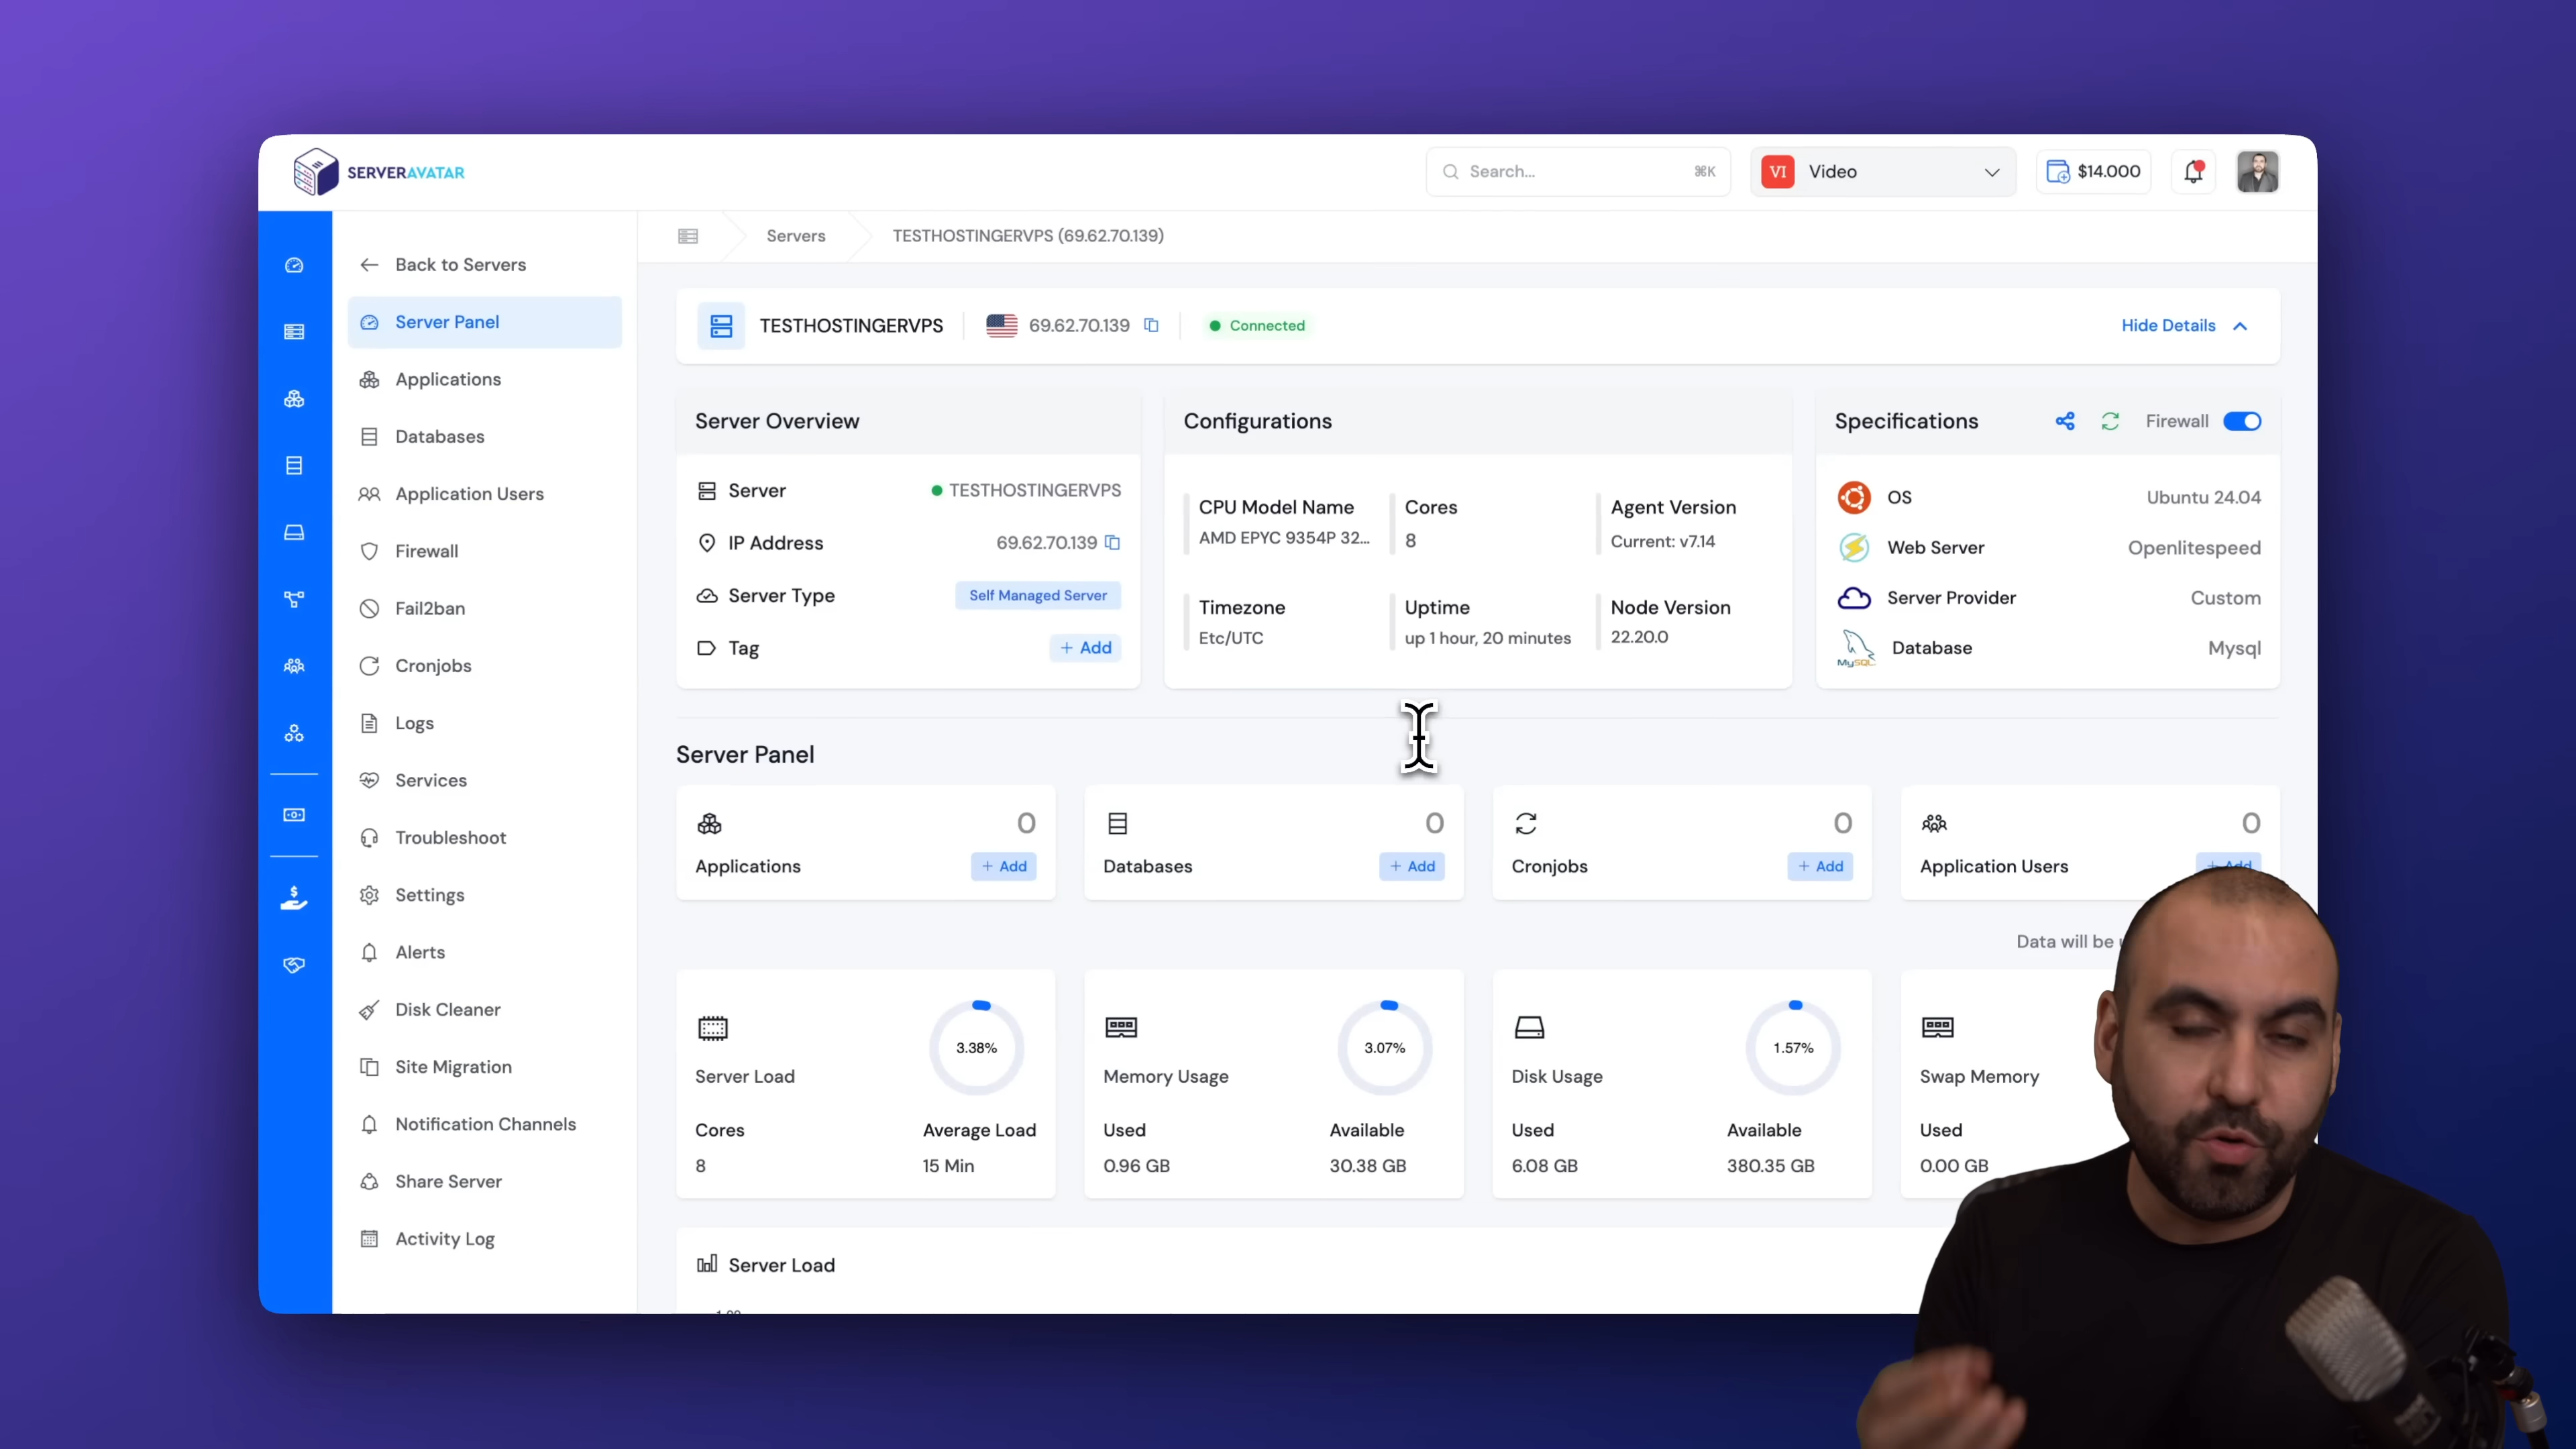 SERVERAVATAR
Search... ⌘K
VI Video
$14.000
Servers
TESTHOSTINGERVPS (69.62.70.139)
Back to Servers
Server Panel
Applications
Databases
Application Users
Firewall
Fail2ban
Cronjobs
Logs
Services
Troubleshoot
Settings
Alerts
Disk Cleaner
Site Migration
Notification Channels
Share Server
Activity Log
TESTHOSTINGERVPS 69.62.70.139 Connected Hide Details
Server Overview
Server TESTHOSTINGERVPS
IP Address 69.62.70.139
Server Type Self Managed Server
Tag + Add
Configurations
CPU Model Name Cores Agent Version
AMD EPYC 9354P 32... 8 Current: v7.14
Timezone Uptime Node Version
Etc/UTC up 1 hour, 20 minutes 22.20.0
Specifications Firewall
OS Ubuntu 24.04
Web Server Openlitespeed
Server Provider Custom
MySQL Database Mysql
Server Panel
0
Applications + Add
0
Databases + Add
0
Cronjobs + Add
0
Application Users + Add
Data will be
3.38%
Server Load
Cores Average Load
8 15 Min
3.07%
Memory Usage
Used Available
0.96 GB 30.38 GB
1.57%
Disk Usage
Used Available
6.08 GB 380.35 GB
Swap Memory
Used
0.00 GB
Server Load